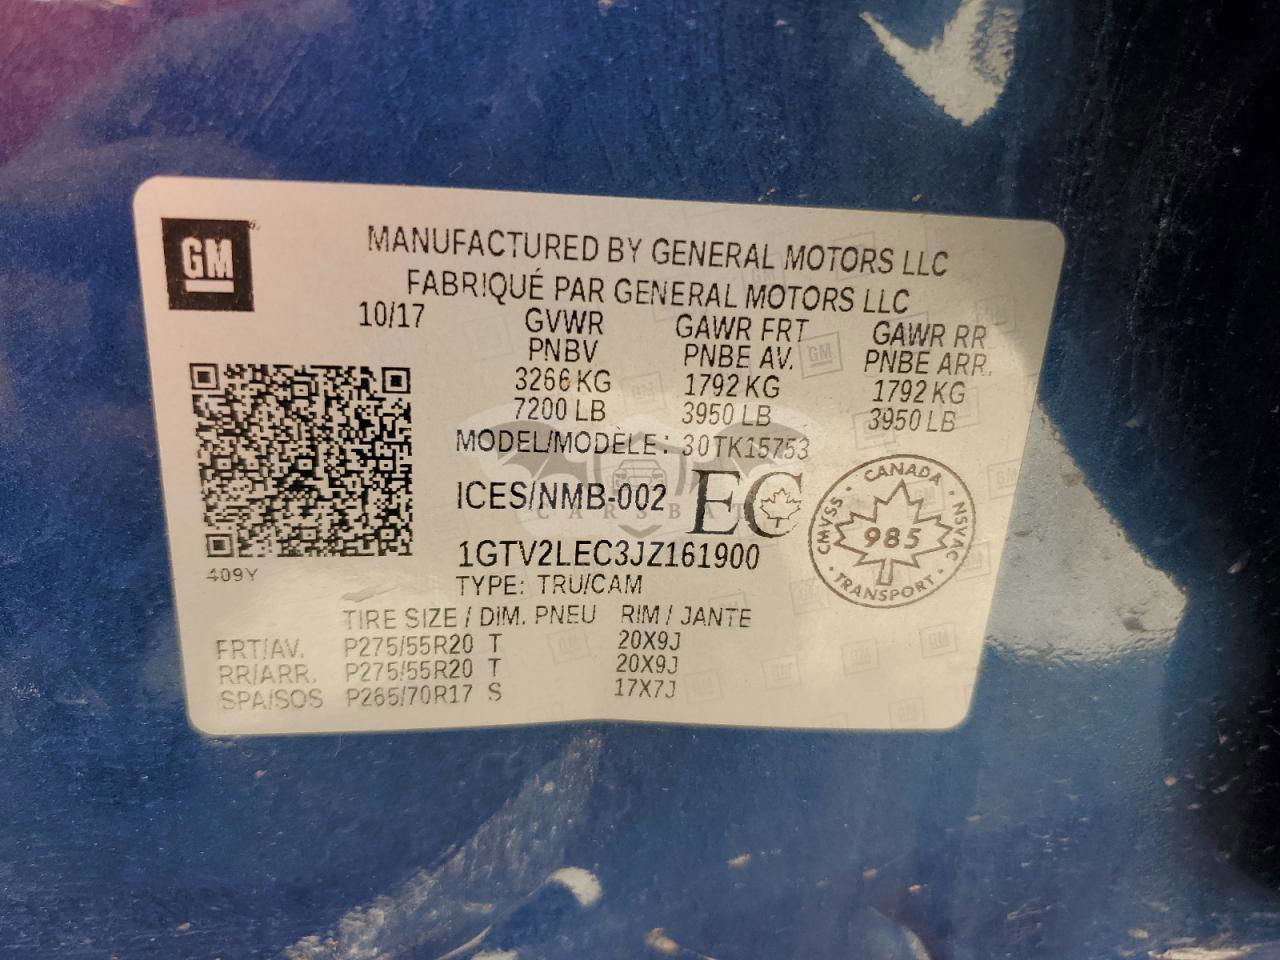 GM
MANUFACTURED BY GENERAL MOTORS LLC
FABRIQUÉ PAR GENERAL MOTORS LLC
10/17 GVWR GAWR FRT GAWR RR
PNBV PNBE AV. PNBE ARR.
3266 KG 1792 KG 1792 KG
7200 LB 3950 LB 3950 LB
MODEL/MODÈLE: 30TK15753
ICES/NMB-002 EC
CARSBAT
1GTV2LEC3JZ161900
TYPE: TRU/CAM
409Y
CANADA
CMVSS 985 NSVAC
TRANSPORT
TIRE SIZE / DIM. PNEU RIM / JANTE
FRT/AV. P275/55R20 T 20X9J
RR/ARR. P275/55R20 T 20X9J
SPA/SOS P265/70R17 S 17X7J